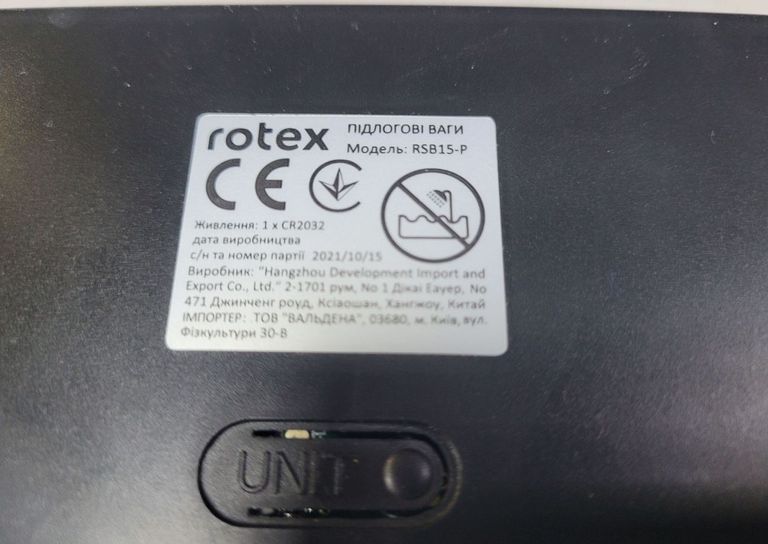 rotex
ПІДЛОГОВІ ВАГИ
Модель: RSB15-P
CE
Живлення: 1 x CR2032
дата виробництва
с/н та номер партії 2021/10/15
Виробник: "Hangzhou Development Import and
Export Co., Ltd." 2-1701 рум, No 1 Діжаі Еауер, No
471 Джинченг роуд, Ксіаошан, Хангжоу, Китай
ІМПОРТЕР: ТОВ "ВАЛЬДЕНА", 03680, м. Київ, вул.
Фізкультури 30-В
UNIT